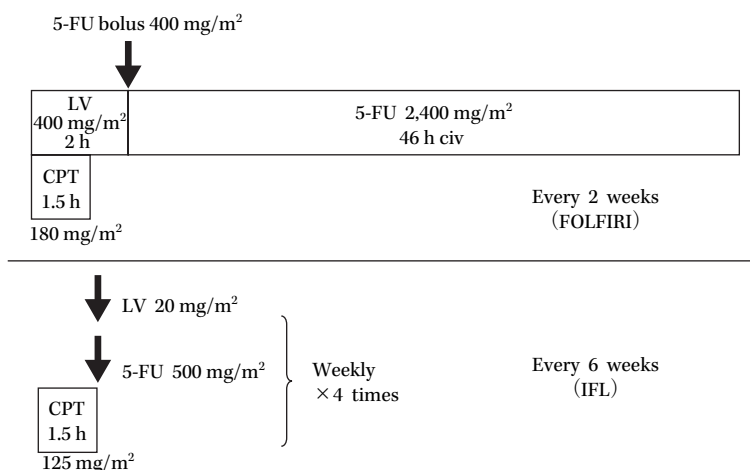 5-FU bolus 400 mg/m²
LV
400 mg/m²
2 h
5-FU 2,400 mg/m²
46 h civ
CPT
1.5 h
180 mg/m²
Every 2 weeks
(FOLFIRI)
LV 20 mg/m²
5-FU 500 mg/m²
CPT
1.5 h
125 mg/m²
Weekly
×4 times
Every 6 weeks
(IFL)